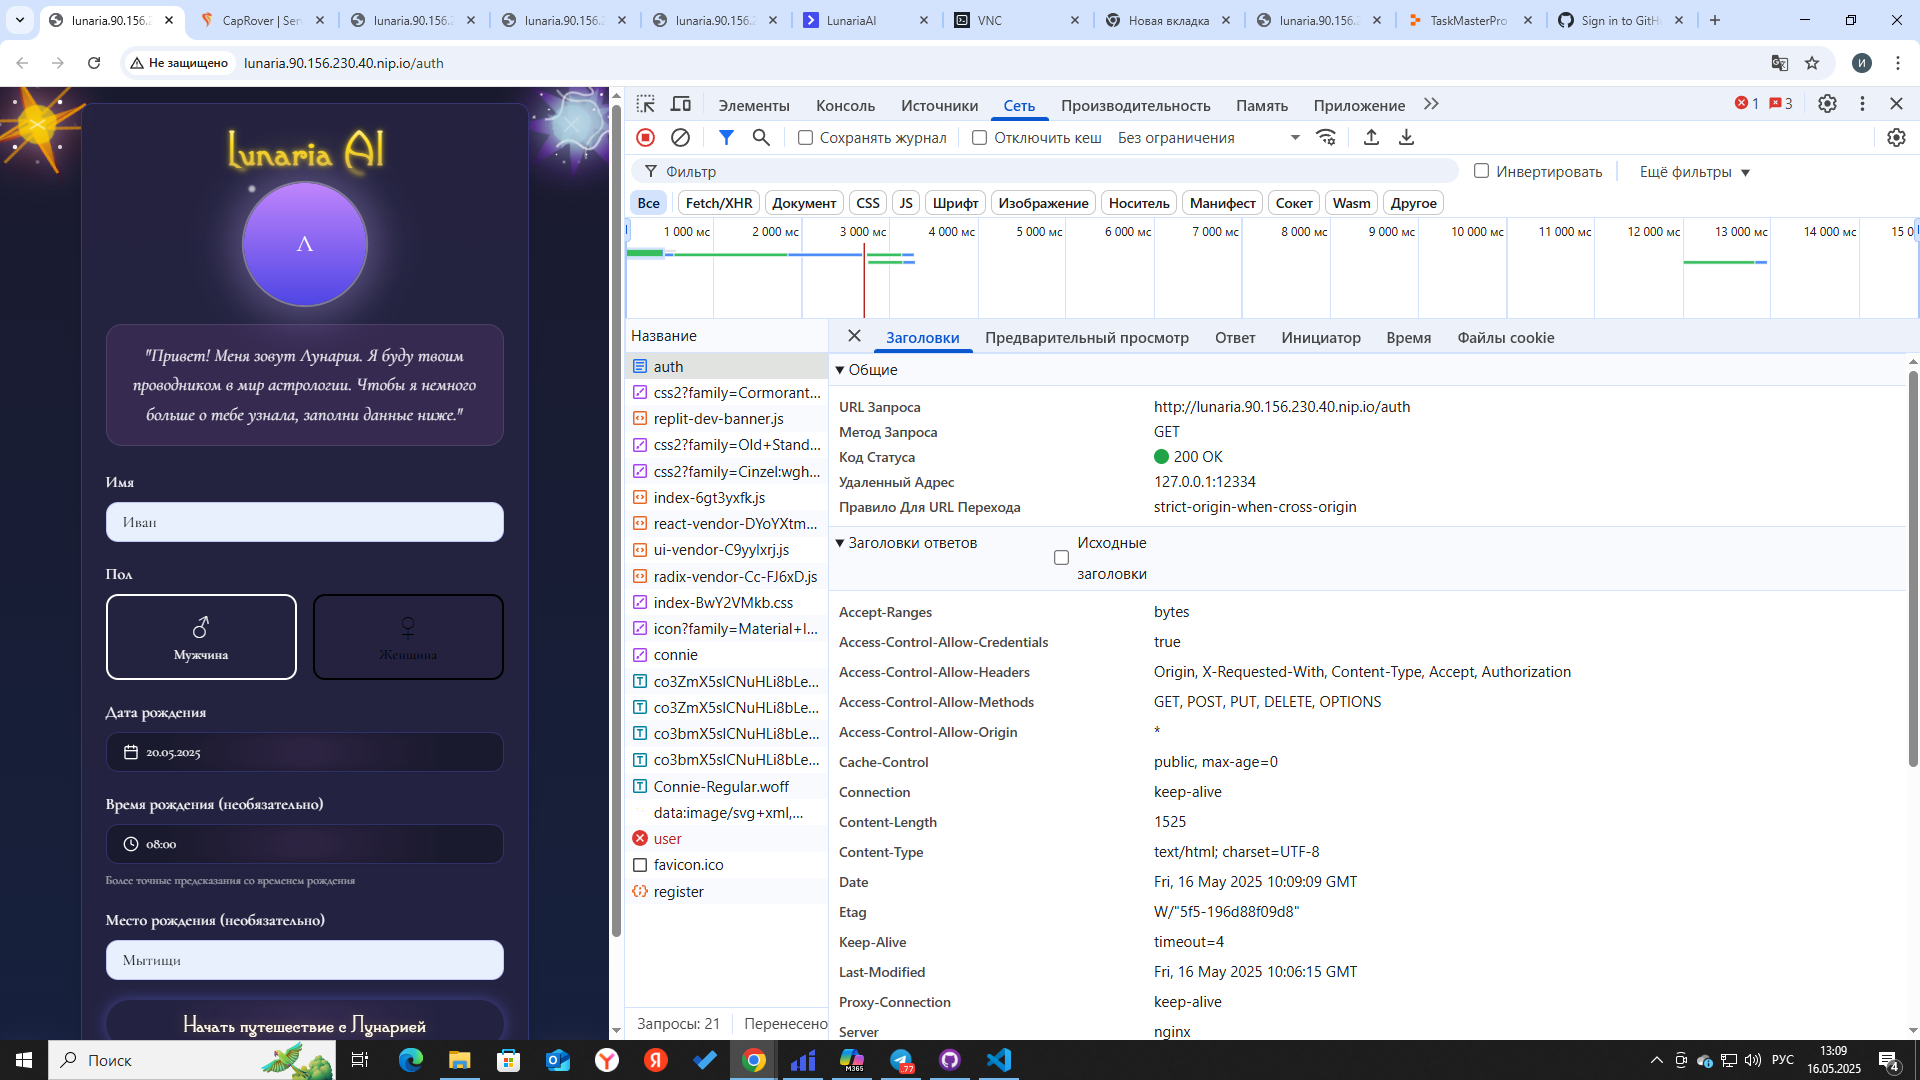 lunaria.90.156.2
CapRover | Ser
lunaria.90.156.2
lunaria.90.156.2
lunaria.90.156.2
LunariaAI
VNC
Новая вкладка
lunaria.90.156.2
TaskMasterPro
Sign in to GitH
Не защищено
lunaria.90.156.230.40.nip.io/auth
И
Lunaria AI
Л
"Привет! Меня зовут Лунария. Я буду твоим
проводником в мир астрологии. Чтобы я немного
больше о тебе узнала, заполни данные ниже."
Имя
Иван
Пол
♂
Мужчина
♀
Женщина
Дата рождения
20.05.2025
Время рождения (необязательно)
08:00
Более точные предсказания со временем рождения
Место рождения (необязательно)
Мытищи
Начать путешествие с Лунарией
Элементы
Консоль
Источники
Сеть
Производительность
Память
Приложение
1
3
Сохранять журнал
Отключить кеш
Без ограничения
Фильтр
Инвертировать
Ещё фильтры
Все
Fetch/XHR
Документ
CSS
JS
Шрифт
Изображение
Носитель
Манифест
Сокет
Wasm
Другое
1 000 мс
2 000 мс
3 000 мс
4 000 мс
5 000 мс
6 000 мс
7 000 мс
8 000 мс
9 000 мс
10 000 мс
11 000 мс
12 000 мс
13 000 мс
14 000 мс
15 0
Название
auth
css2?family=Cormorant...
replit-dev-banner.js
css2?family=Old+Stand...
css2?family=Cinzel:wgh...
index-6gt3yxfk.js
react-vendor-DYoYXtm...
ui-vendor-C9yylxrj.js
radix-vendor-Cc-FJ6xD.js
index-BwY2VMkb.css
icon?family=Material+I...
connie
co3ZmX5slCNuHLi8bLe...
co3ZmX5slCNuHLi8bLe...
co3bmX5slCNuHLi8bLe...
co3bmX5slCNuHLi8bLe...
Connie-Regular.woff
data:image/svg+xml,...
user
favicon.ico
register
Запросы: 21
Перенесено
Заголовки
Предварительный просмотр
Ответ
Инициатор
Время
Файлы cookie
Общие
URL Запроса
http://lunaria.90.156.230.40.nip.io/auth
Метод Запроса
GET
Код Статуса
200 OK
Удаленный Адрес
127.0.0.1:12334
Правило Для URL Перехода
strict-origin-when-cross-origin
Заголовки ответов
Исходные
заголовки
Accept-Ranges
bytes
Access-Control-Allow-Credentials
true
Access-Control-Allow-Headers
Origin, X-Requested-With, Content-Type, Accept, Authorization
Access-Control-Allow-Methods
GET, POST, PUT, DELETE, OPTIONS
Access-Control-Allow-Origin
*
Cache-Control
public, max-age=0
Connection
keep-alive
Content-Length
1525
Content-Type
text/html; charset=UTF-8
Date
Fri, 16 May 2025 10:09:09 GMT
Etag
W/"5f5-196d88f09d8"
Keep-Alive
timeout=4
Last-Modified
Fri, 16 May 2025 10:06:15 GMT
Proxy-Connection
keep-alive
Server
nginx
Поиск
M365
77
РУС
13:09
16.05.2025
4